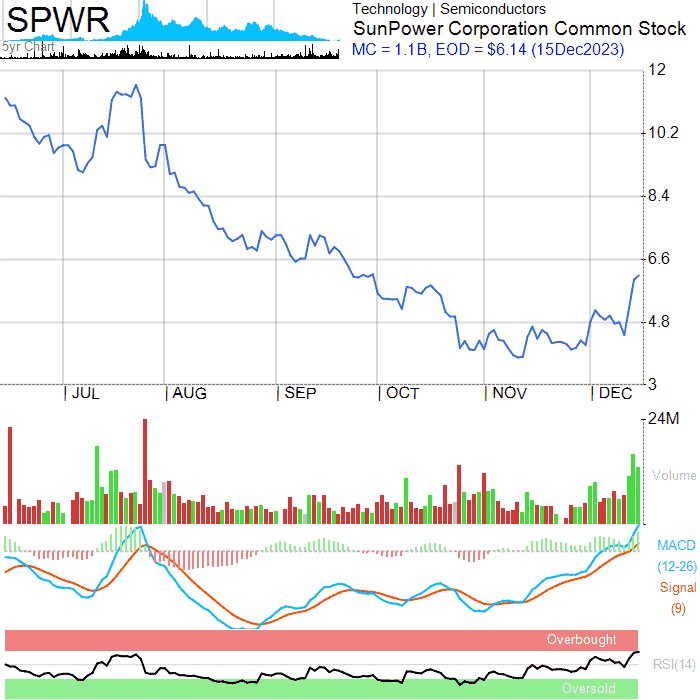 SPWR
5yr Chart
Technology | Semiconductors
SunPower Corporation Common Stock
MC = 1.1B, EOD = $6.14 (15Dec2023)
12
10.2
8.4
6.6
4.8
3
JUL AUG SEP OCT NOV DEC
24M
Volume
MACD
(12-26)
Signal
(9)
Overbought
RSI(14)
Oversold